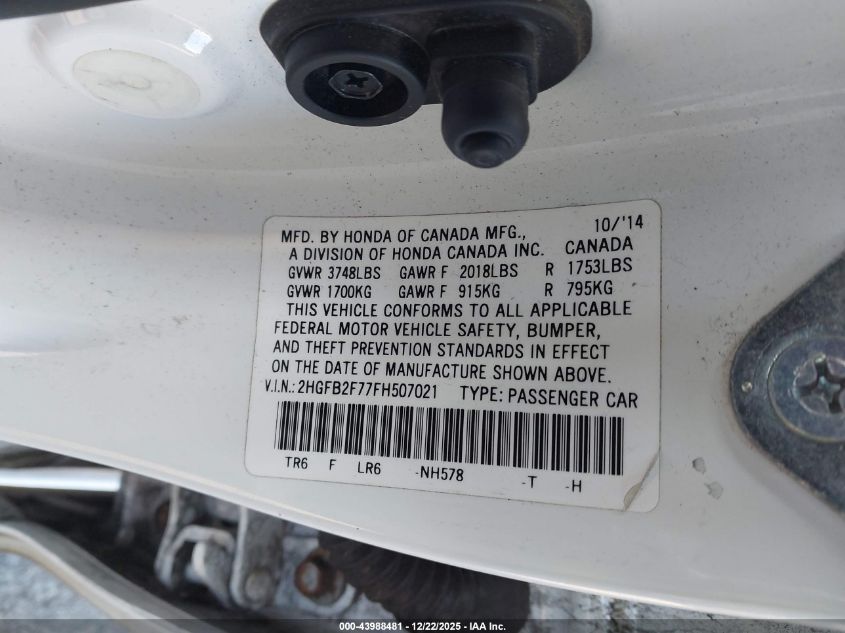 MFD. BY HONDA OF CANADA MFG., 10/'14
A DIVISION OF HONDA CANADA INC. CANADA
GVWR 3748LBS GAWR F 2018LBS R 1753LBS
GVWR 1700KG GAWR F 915KG R 795KG
THIS VEHICLE CONFORMS TO ALL APPLICABLE
FEDERAL MOTOR VEHICLE SAFETY, BUMPER,
AND THEFT PREVENTION STANDARDS IN EFFECT
ON THE DATE OF MANUFACTURE SHOWN ABOVE.
V.I.N.: 2HGFB2F77FH507021 TYPE: PASSENGER CAR
TR6 F LR6 -NH578 -T -H
000-43988481 - 12/22/2025 - IAA Inc.